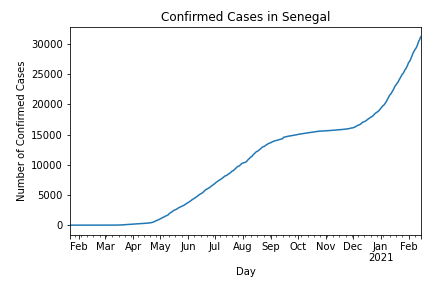 Confirmed Cases in Senegal
Number of Confirmed Cases
30000
25000
20000
15000
10000
5000
0
Feb Mar Apr May Jun Jul Aug Sep Oct Nov Dec Jan Feb
2021
Day